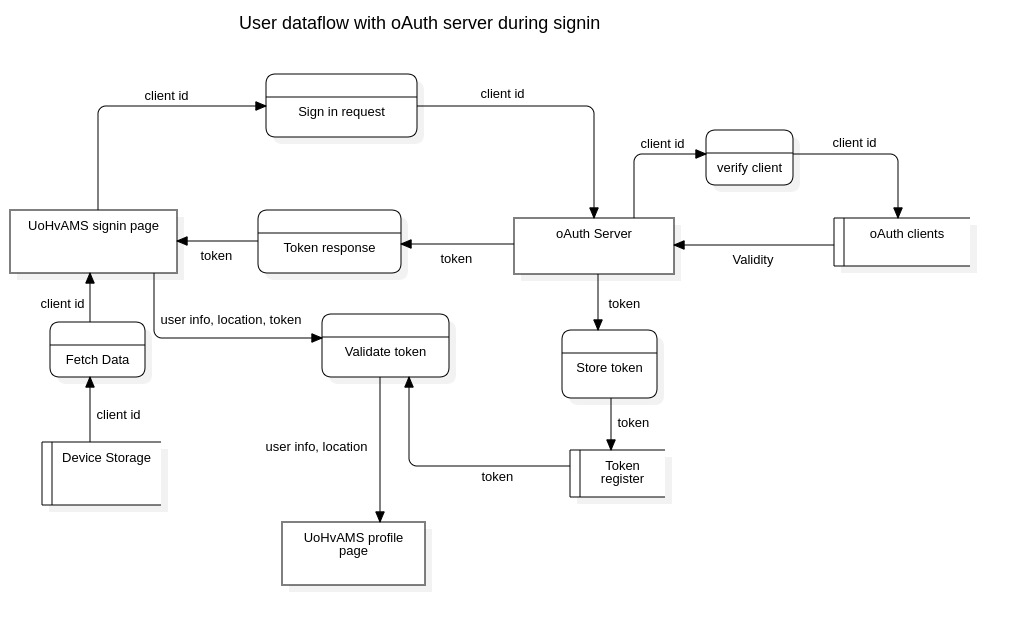 User dataflow with oAuth server during signin
client id
client id
Sign in request
client id
client id
verify client
UoHvAMS signin page
Token response
oAuth Server
oAuth clients
token
token
Validity
client id
user info, location, token
token
Fetch Data
Validate token
Store token
client id
token
user info, location
Device Storage
token
Token
register
UoHvAMS profile
page